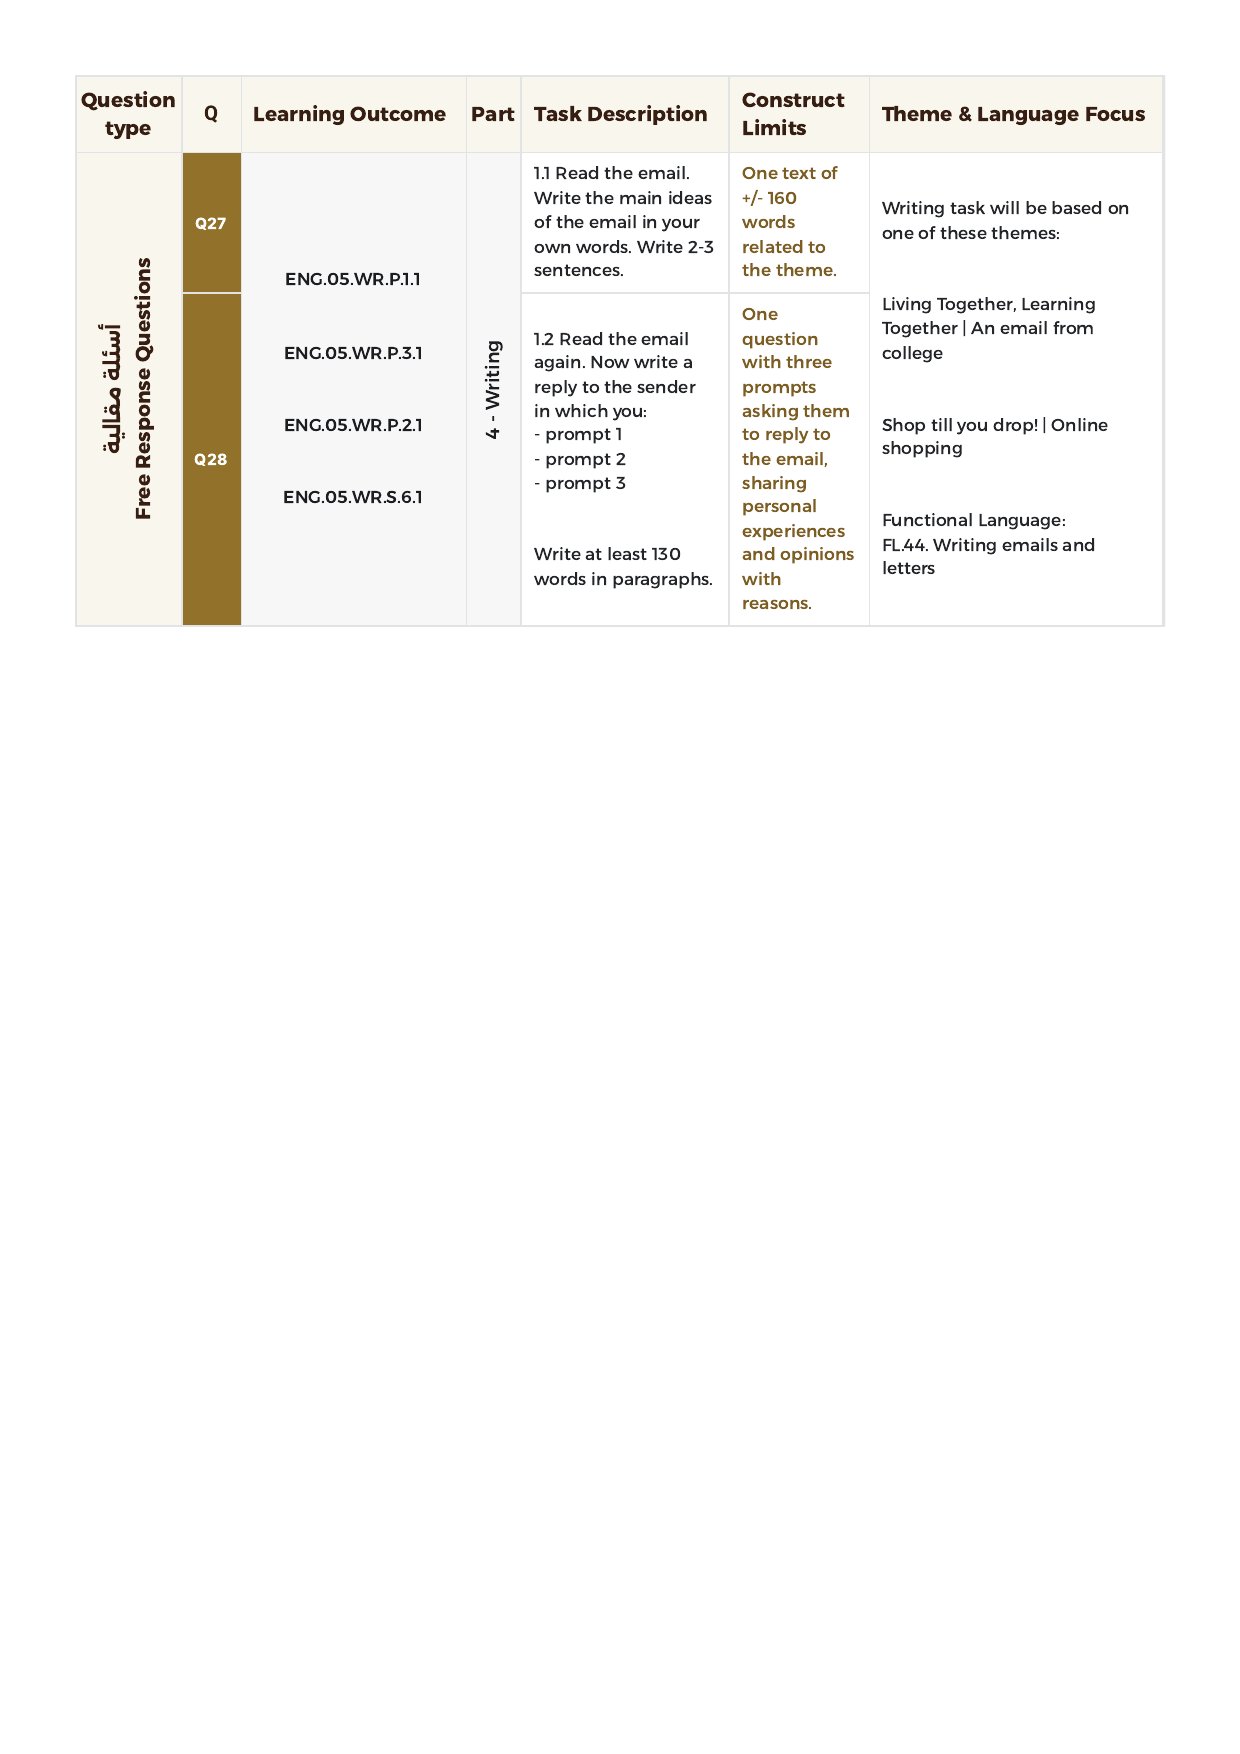 Question
type
Q
Learning Outcome
Part
Task Description
Construct
Limits
Theme & Language Focus
أسئلة مقالية
Free Response Questions
Q27
Q28
ENG.05.WR.P.1.1
ENG.05.WR.P.3.1
ENG.05.WR.P.2.1
ENG.05.WR.S.6.1
4 - Writing
1.1 Read the email.
Write the main ideas
of the email in your
own words. Write 2-3
sentences.
One text of
+/- 160
words
related to
the theme.
1.2 Read the email
again. Now write a
reply to the sender
in which you:
- prompt 1
- prompt 2
- prompt 3
Write at least 130
words in paragraphs.
One
question
with three
prompts
asking them
to reply to
the email,
sharing
personal
experiences
and opinions
with
reasons.
Writing task will be based on
one of these themes:
Living Together, Learning
Together | An email from
college
Shop till you drop! | Online
shopping
Functional Language:
FL.44. Writing emails and
letters